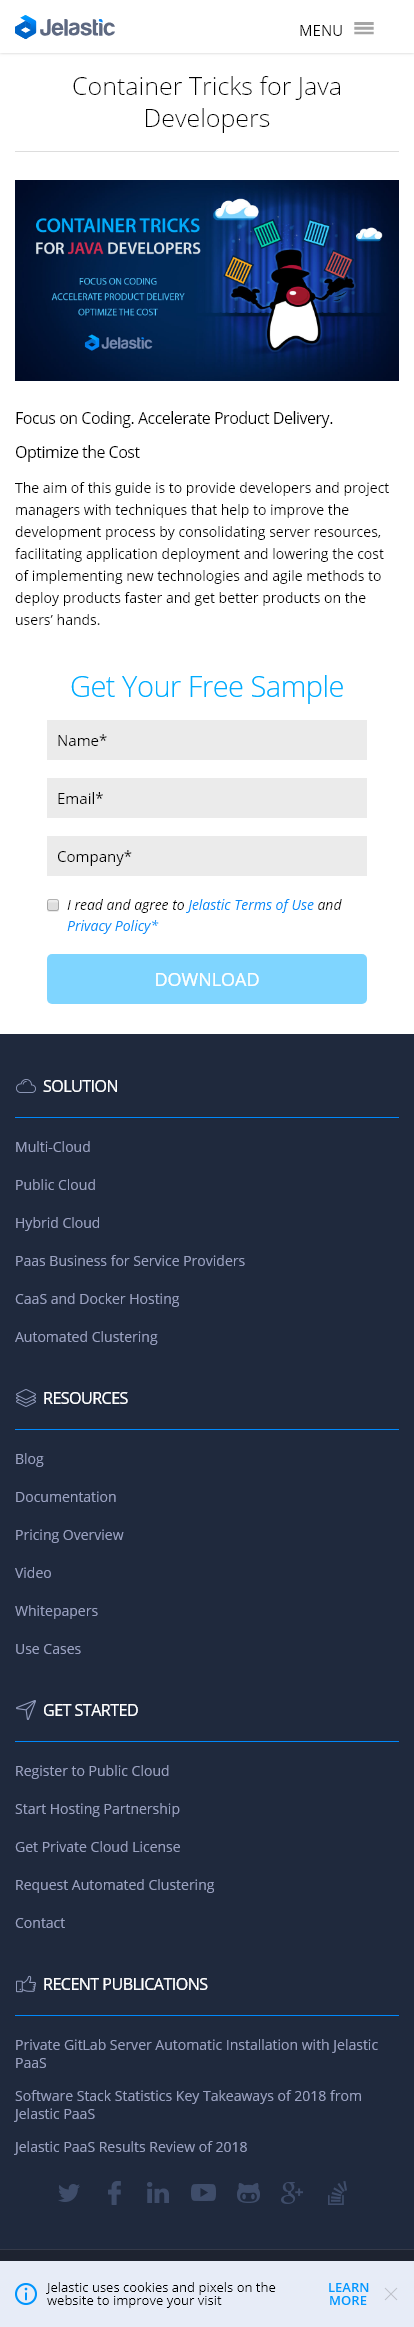 Jelastic
MENU
Container Tricks for Java
Developers
CONTAINER TRICKS
FOR JAVA DEVELOPERS
FOCUS ON CODING
ACCELERATE PRODUCT DELIVERY
OPTIMIZE THE COST
Jelastic
Focus on Coding. Accelerate Product Delivery.
Optimize the Cost
The aim of this guide is to provide developers and project
managers with techniques that help to improve the
development process by consolidating server resources,
facilitating application deployment and lowering the cost
of implementing new technologies and agile methods to
deploy products faster and get better products on the
users’ hands.
Get Your Free Sample
Name*
Email*
Company*
I read and agree to Jelastic Terms of Use and
Privacy Policy*
DOWNLOAD
SOLUTION
Multi-Cloud
Public Cloud
Hybrid Cloud
Paas Business for Service Providers
CaaS and Docker Hosting
Automated Clustering
RESOURCES
Blog
Documentation
Pricing Overview
Video
Whitepapers
Use Cases
GET STARTED
Register to Public Cloud
Start Hosting Partnership
Get Private Cloud License
Request Automated Clustering
Contact
RECENT PUBLICATIONS
Private GitLab Server Automatic Installation with Jelastic
PaaS
Software Stack Statistics Key Takeaways of 2018 from
Jelastic PaaS
Jelastic PaaS Results Review of 2018
Jelastic uses cookies and pixels on the
website to improve your visit
LEARN
MORE